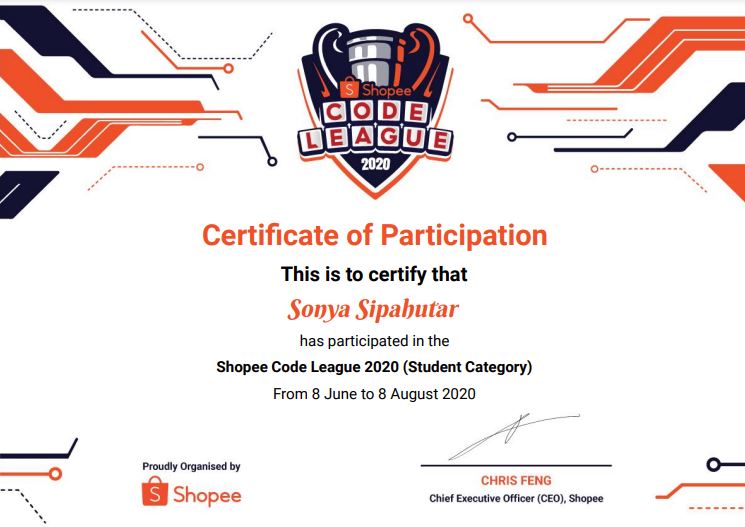 Shopee
CODE
LEAGUE
2020
Certificate of Participation
This is to certify that
Sonya Sipahutar
has participated in the
Shopee Code League 2020 (Student Category)
From 8 June to 8 August 2020
Proudly Organised by
Shopee
CHRIS FENG
Chief Executive Officer (CEO), Shopee